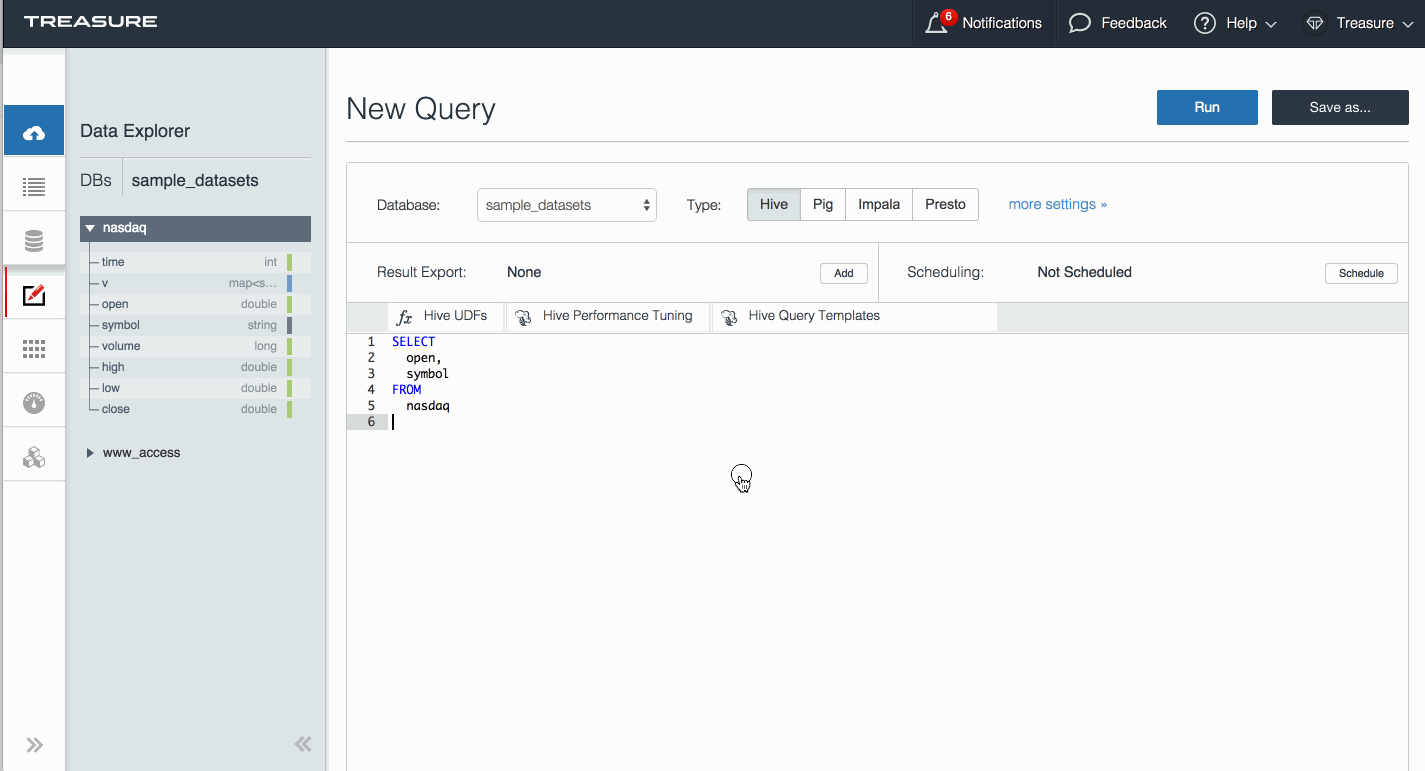 TREASURE
6 Notifications
Feedback
Help
Treasure
Data Explorer
DBs sample_datasets
nasdaq
time int
v map<s...
open double
symbol string
volume long
high double
low double
close double
www_access
New Query
Run
Save as...
Database: sample_datasets Type: Hive Pig Impala Presto more settings »
Result Export: None Add Scheduling: Not Scheduled Schedule
fx Hive UDFs Hive Performance Tuning Hive Query Templates
1 SELECT
2 open,
3 symbol
4 FROM
5 nasdaq
6